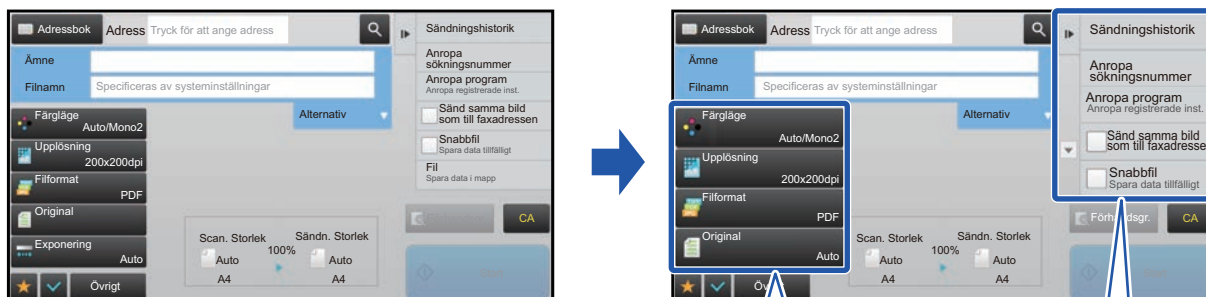 Adressbok
Adress
Tryck för att ange adress
Ämne
Filnamn
Specificeras av systeminställningar
Alternativ
Färgläge
Auto/Mono2
Upplösning
200x200dpi
Filformat
PDF
Original
Exponering
Auto
Övrigt
Scan. Storlek
100%
Sändn. Storlek
Auto
Auto
A4
A4
Sändningshistorik
Anropa
sökningsnummer
Anropa program
Anropa registrerade inst.
Sänd samma bild
som till faxadressen
Snabbfil
Spara data tillfälligt
Fil
Spara data i mapp
CA
Adressbok
Adress
Tryck för att ange adress
Ämne
Filnamn
Specificeras av systeminställningar
Alternativ
Färgläge
Auto/Mono2
Upplösning
200x200dpi
Filformat
PDF
Original
Auto
Scan. Storlek
100%
Sändn. Storlek
Auto
Auto
A4
A4
Sändningshistorik
Anropa
sökningsnummer
Anropa program
Anropa registrerade inst.
Sänd samma bild
som till faxadresse
Snabbfil
Spara data tillfälligt
CA